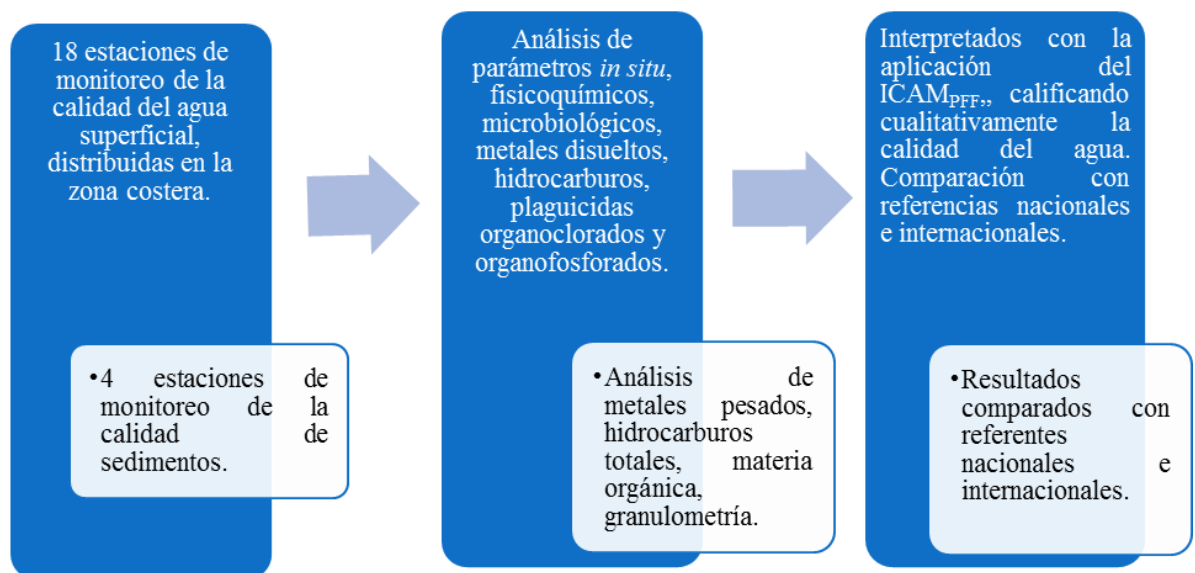 18 estaciones de
monitoreo de la
calidad del agua
superficial,
distribuidas en la
zona costera.
•4 estaciones de
monitoreo de la
calidad de
sedimentos.
Análisis de
parámetros in situ,
fisicoquímicos,
microbiológicos,
metales disueltos,
hidrocarburos,
plaguicidas
organoclorados y
organofosforados.
•Análisis de
metales pesados,
hidrocarburos
totales, materia
orgánica,
granulometría.
Interpretados con la
aplicación del
ICAMPFF,, calificando
cualitativamente la
calidad del agua.
Comparación con
referencias nacionales
e internacionales.
•Resultados
comparados con
referentes
nacionales e
internacionales.